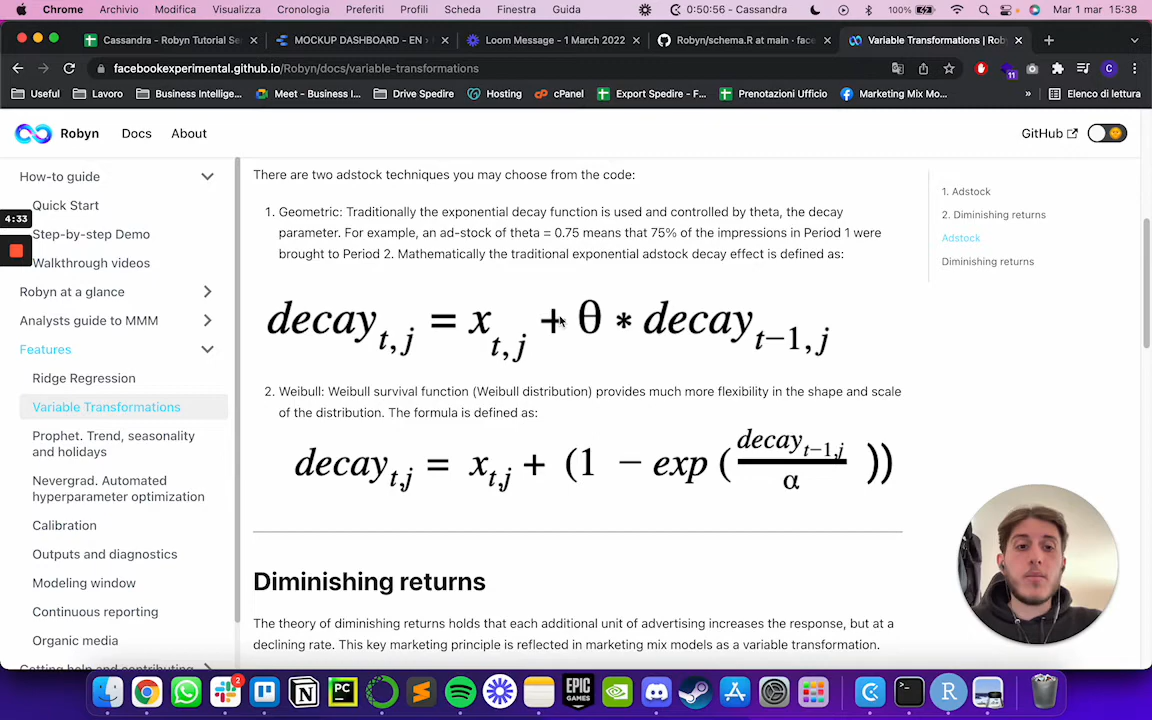 Chrome Archivio Modifica Visualizza Cronologia Preferiti Profili Scheda Finestra Guida 0:50:56 - Cassandra 100% Mar 1 mar 15:38
Cassandra - Robyn Tutorial Se MOCKUP DASHBOARD - EN Loom Message - 1 March 2022 Robyn/schema.R at main · face Variable Transformations | Rob
facebookexperimental.github.io/Robyn/docs/variable-transformations 11 C
Useful Lavoro Business Intellige... Meet - Business I... Drive Spedire Hosting cPanel Export Spedire - F... Prenotazioni Ufficio Marketing Mix Mo... » Elenco di lettura
Robyn Docs About GitHub
How-to guide
Quick Start
Step-by-step Demo
Walkthrough videos
Robyn at a glance
Analysts guide to MMM
Features
Ridge Regression
Variable Transformations
Prophet. Trend, seasonality
and holidays
Nevergrad. Automated
hyperparameter optimization
Calibration
Outputs and diagnostics
Modeling window
Continuous reporting
Organic media
Getting help and contributing
4:33
There are two adstock techniques you may choose from the code:
1. Geometric: Traditionally the exponential decay function is used and controlled by theta, the decay
parameter. For example, an ad-stock of theta = 0.75 means that 75% of the impressions in Period 1 were
brought to Period 2. Mathematically the traditional exponential adstock decay effect is defined as:
decay t,j = x t,j + θ * decay t−1,j
2. Weibull: Weibull survival function (Weibull distribution) provides much more flexibility in the shape and scale
of the distribution. The formula is defined as:
decay t,j = x t,j + (1 − exp (decay t−1,j / α))
Diminishing returns
The theory of diminishing returns holds that each additional unit of advertising increases the response, but at a
declining rate. This key marketing principle is reflected in marketing mix models as a variable transformation.
1. Adstock
2. Diminishing returns
Adstock
Diminishing returns
2 PC EPIC GAMES R